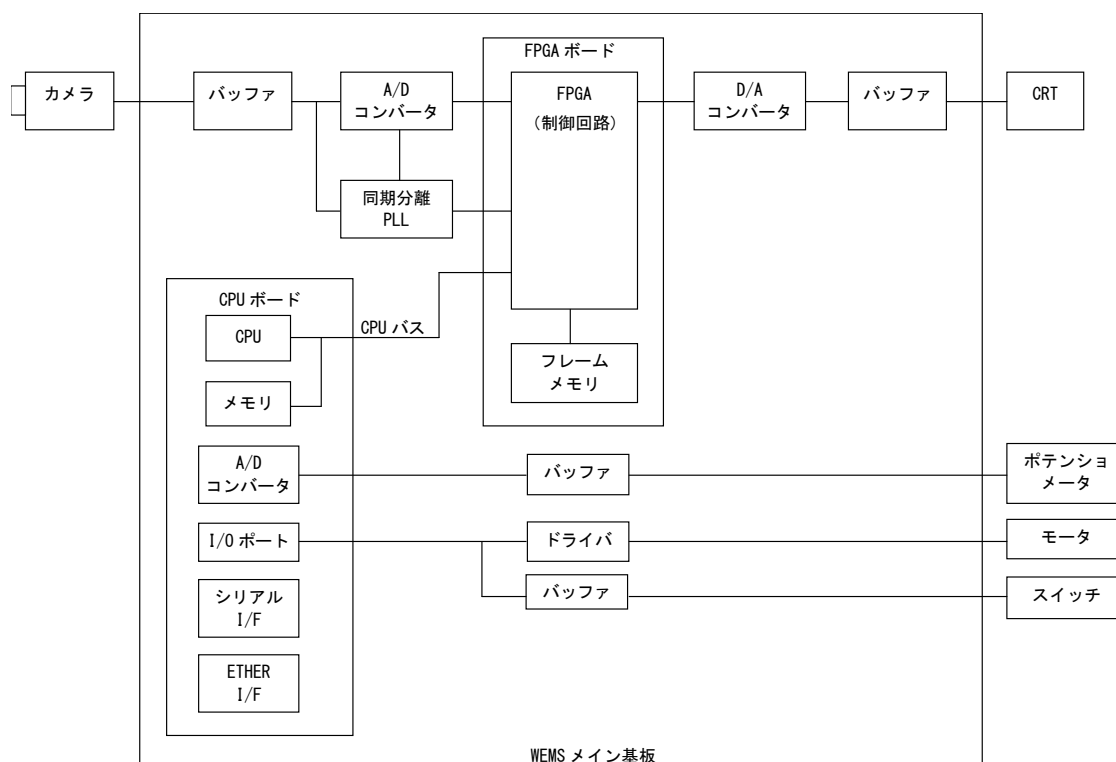 FPGA ボード
カメラ
バッファ
A/D
コンバータ
FPGA
(制御回路)
D/A
コンバータ
バッファ
CRT
同期分離
PLL
CPU ボード
CPU
CPU バス
メモリ
フレーム
メモリ
A/D
コンバータ
バッファ
ポテンショ
メータ
I/O ポート
ドライバ
モータ
シリアル
I/F
バッファ
スイッチ
ETHER
I/F
WEMS メイン基板